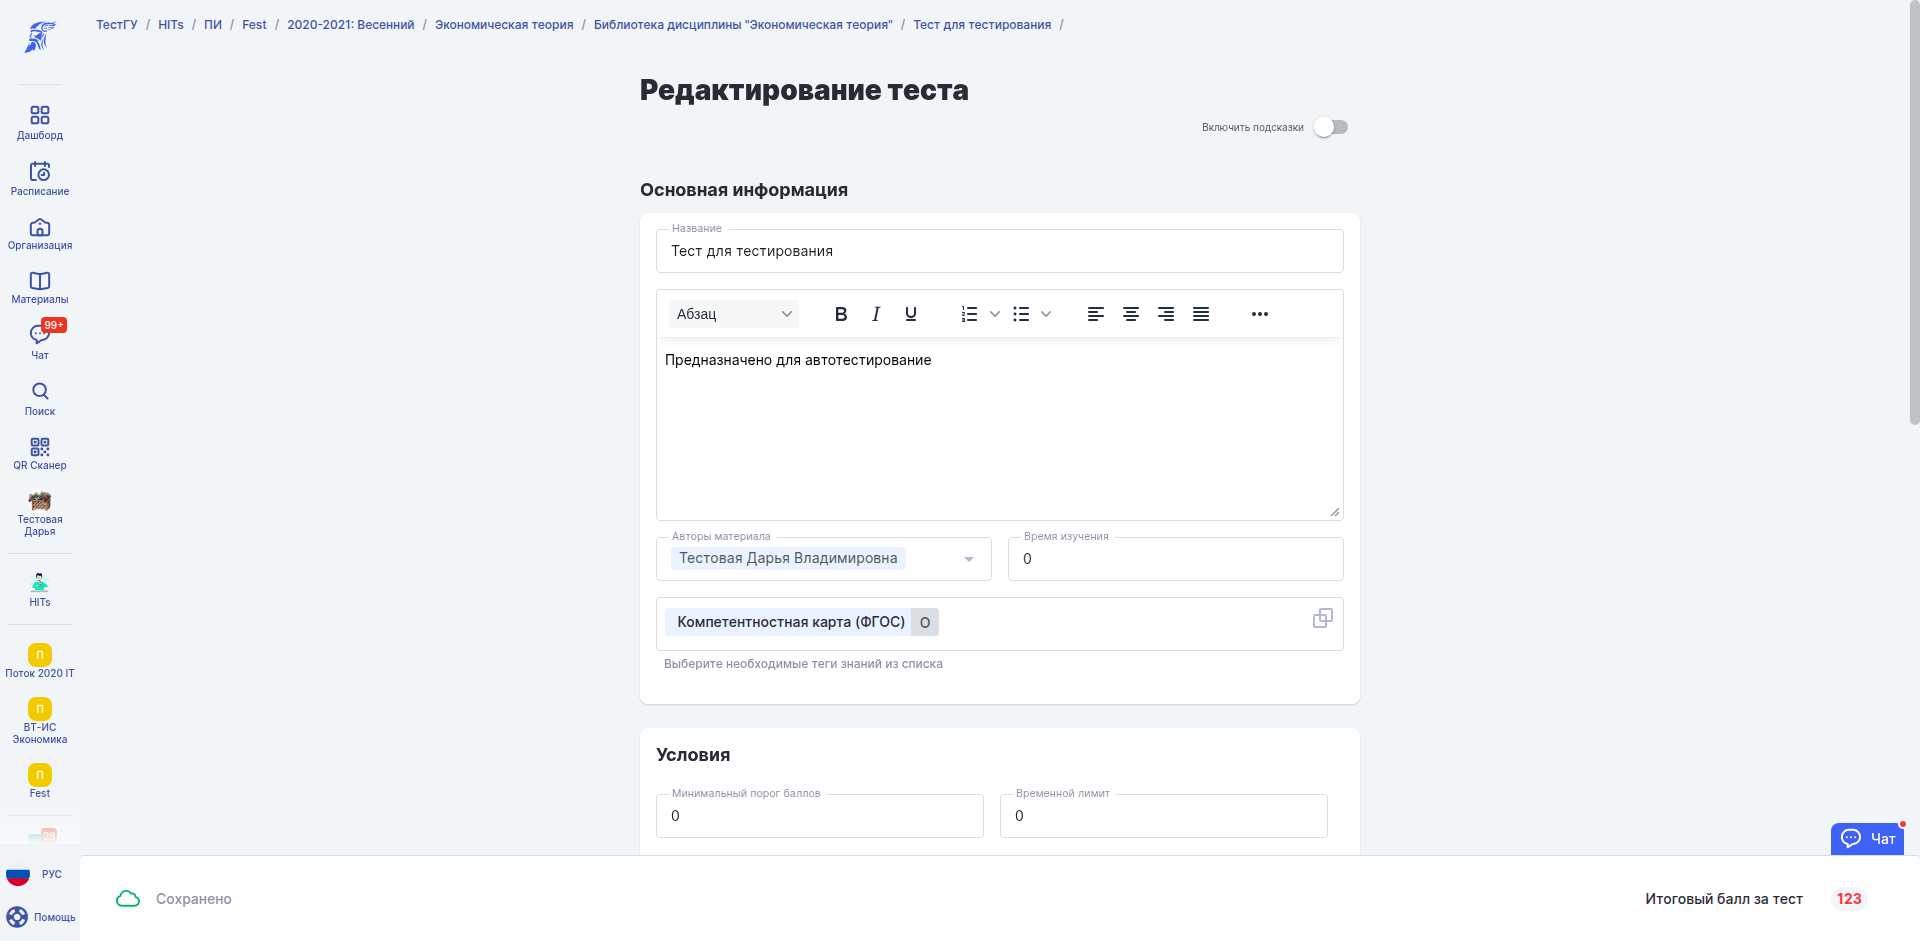 ТестГУ / HITs / ПИ / Fest / 2020-2021: Весенний / Экономическая теория / Библиотека дисциплины "Экономическая теория" / Тест для тестирования /
Дашборд
Расписание
Организация
Материалы
99+
Чат
Поиск
QR Сканер
Тестовая
Дарья
HITs
П
Поток 2020 IT
П
ВТ-ИС
Экономика
П
Fest
28
РУС
Помощь
Редактирование теста
Включить подсказки
Основная информация
Название
Тест для тестирования
Абзац
Предназначено для автотестирование
Авторы материала
Тестовая Дарья Владимировна
Время изучения
0
Компетентностная карта (ФГОС) 0
Выберите необходимые теги знаний из списка
Условия
Минимальный порог баллов
0
Временной лимит
0
Чат
Сохранено
Итоговый балл за тест 123